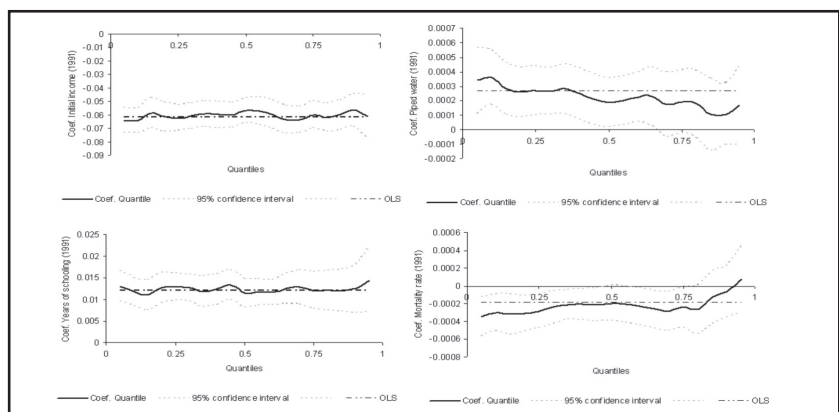 Coef. Initial income (1991)
0
-0.01
-0.02
-0.03
-0.04
-0.05
-0.06
-0.07
-0.08
-0.09
0 0.25 0.5 0.75 1
Quantiles
Coef. Quantile 95% confidence interval OLS
Coef. Piped water (1991)
0.0007
0.0006
0.0005
0.0004
0.0003
0.0002
0.0001
0
-0.0001
-0.0002
0 0.25 0.5 0.75 1
Quantiles
Coef. Quantile 95% confidence interval OLS
Coef. Years of schooling (1991)
0.025
0.02
0.015
0.01
0.005
0
0 0.25 0.5 0.75 1
Quantiles
Coef. Quantile 95% confidence interval OLS
Coef. Mortality rate (1991)
0.0006
0.0004
0.0002
0
-0.0002
-0.0004
-0.0006
-0.0008
0 0.25 0.5 0.75 1
Quantiles
Coef. Quantile 95% confidence interval OLS